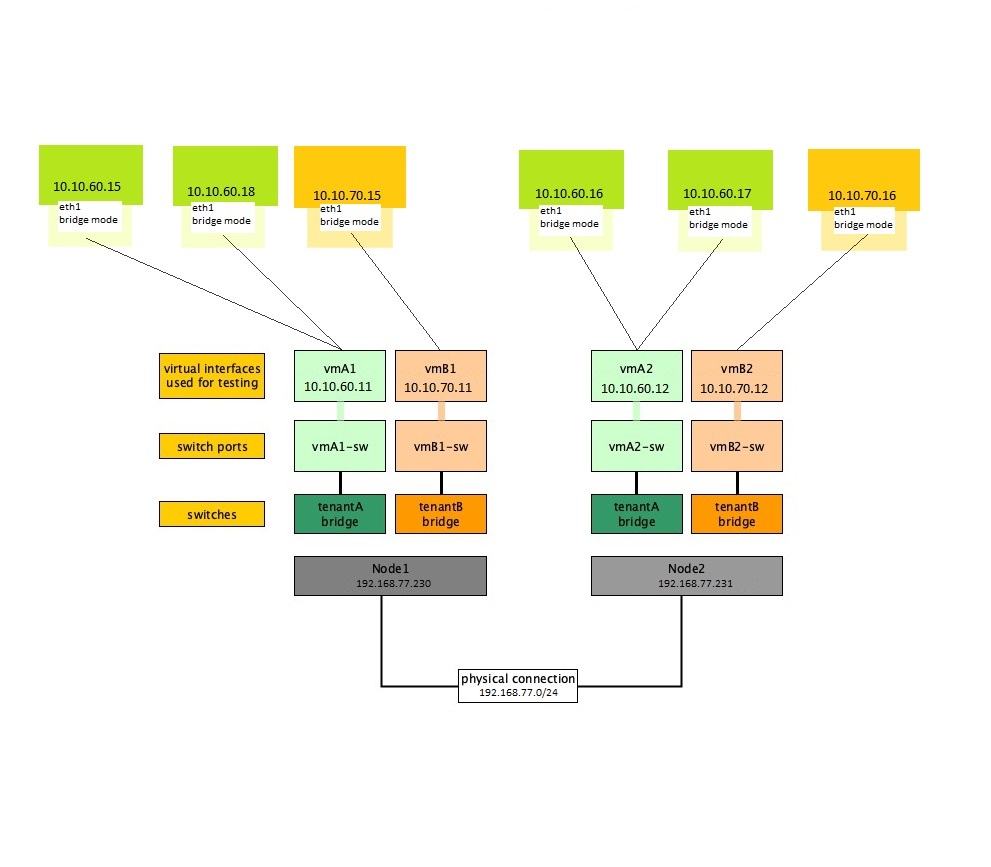 10.10.60.15
eth1
bridge mode
10.10.60.18
eth1
bridge mode
10.10.70.15
eth1
bridge mode
10.10.60.16
eth1
bridge mode
10.10.60.17
eth1
bridge mode
10.10.70.16
eth1
bridge mode
virtual interfaces
used for testing
vmA1
10.10.60.11
vmB1
10.10.70.11
vmA2
10.10.60.12
vmB2
10.10.70.12
switch ports
vmA1-sw
vmB1-sw
vmA2-sw
vmB2-sw
switches
tenantA
bridge
tenantB
bridge
tenantA
bridge
tenantB
bridge
Node1
192.168.77.230
Node2
192.168.77.231
physical connection
192.168.77.0/24